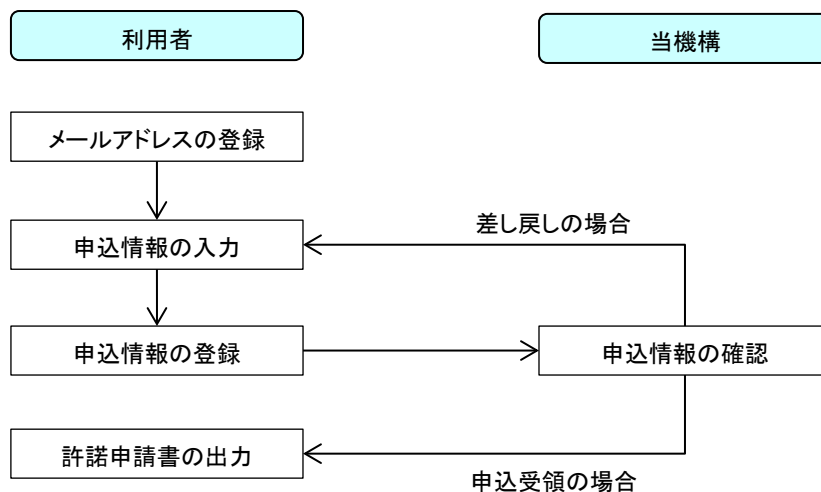 利用者
当機構
メールアドレスの登録
差し戻しの場合
申込情報の入力
申込情報の登録
申込情報の確認
許諾申請書の出力
申込受領の場合